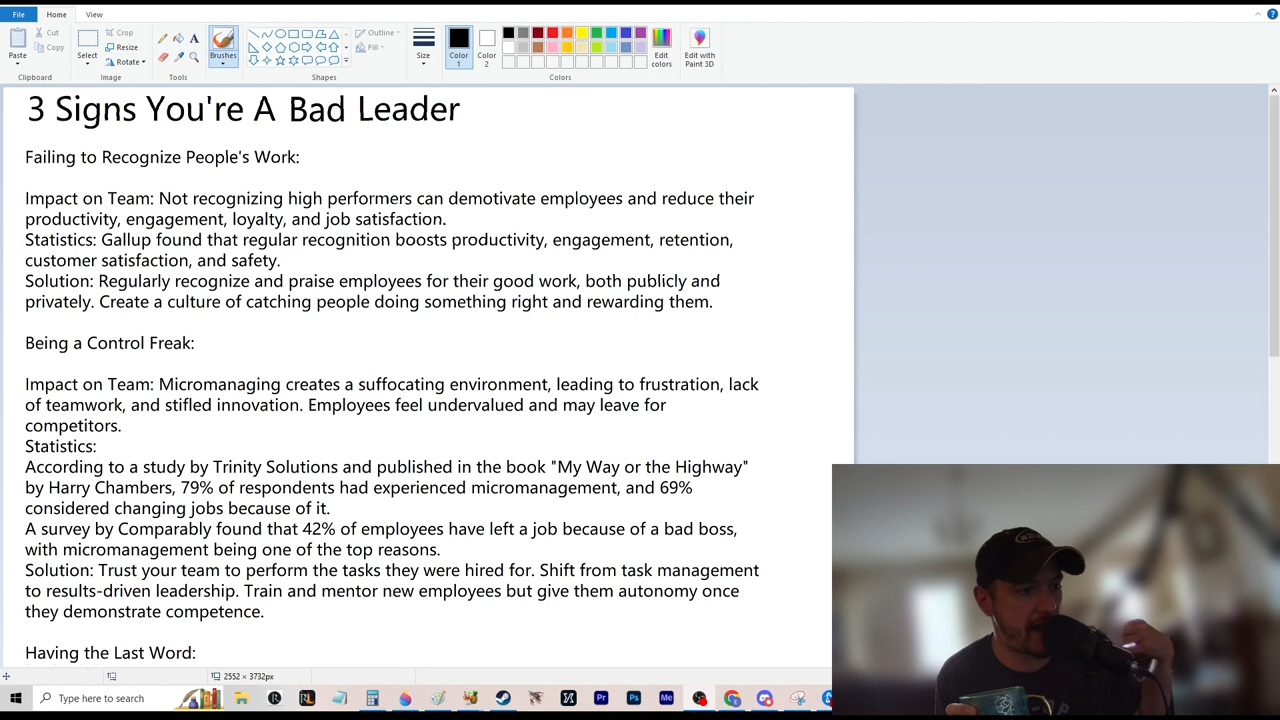 File Home View
Cut
Copy
Paste
Clipboard
Crop
Resize
Rotate
Select
Image
Tools
Brushes
Shapes
Outline
Fill
Size
Color 1
Color 2
Colors
Edit colors
Edit with Paint 3D
3 Signs You're A Bad Leader
Failing to Recognize People's Work:
Impact on Team: Not recognizing high performers can demotivate employees and reduce their
productivity, engagement, loyalty, and job satisfaction.
Statistics: Gallup found that regular recognition boosts productivity, engagement, retention,
customer satisfaction, and safety.
Solution: Regularly recognize and praise employees for their good work, both publicly and
privately. Create a culture of catching people doing something right and rewarding them.
Being a Control Freak:
Impact on Team: Micromanaging creates a suffocating environment, leading to frustration, lack
of teamwork, and stifled innovation. Employees feel undervalued and may leave for
competitors.
Statistics:
According to a study by Trinity Solutions and published in the book "My Way or the Highway"
by Harry Chambers, 79% of respondents had experienced micromanagement, and 69%
considered changing jobs because of it.
A survey by Comparably found that 42% of employees have left a job because of a bad boss,
with micromanagement being one of the top reasons.
Solution: Trust your team to perform the tasks they were hired for. Shift from task management
to results-driven leadership. Train and mentor new employees but give them autonomy once
they demonstrate competence.
Having the Last Word:
2552 × 3732px
Type here to search
Pr Ps Me